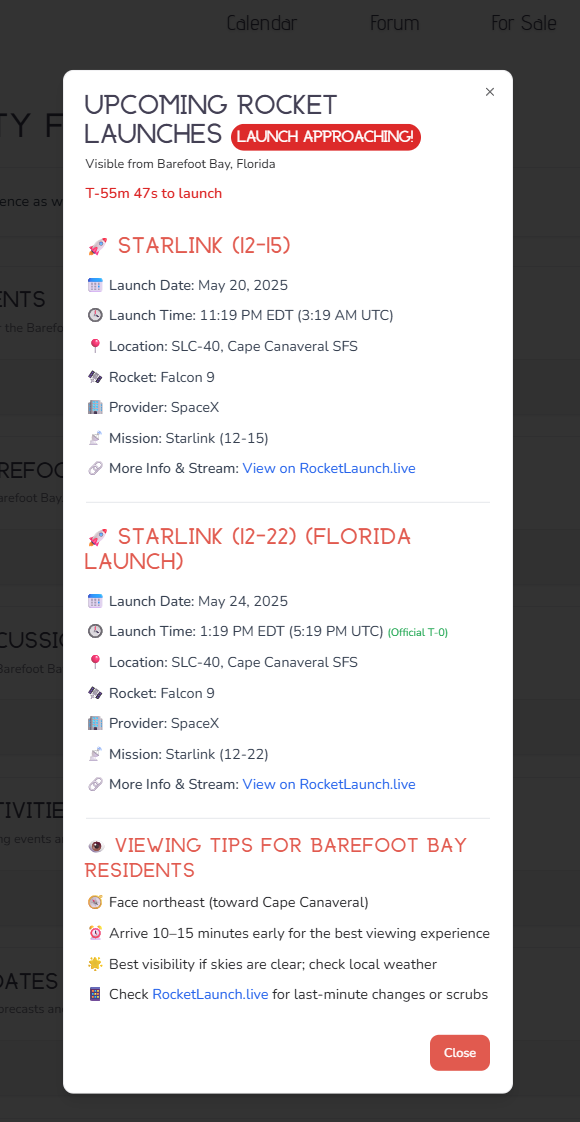 Calendar Forum For Sale
UPCOMING ROCKET
LAUNCHES LAUNCH APPROACHING!
Visible from Barefoot Bay, Florida
T-55m 47s to launch
STARLINK (12-15)
Launch Date: May 20, 2025
Launch Time: 11:19 PM EDT (3:19 AM UTC)
Location: SLC-40, Cape Canaveral SFS
Rocket: Falcon 9
Provider: SpaceX
Mission: Starlink (12-15)
More Info & Stream: View on RocketLaunch.live
STARLINK (12-22) (FLORIDA
LAUNCH)
Launch Date: May 24, 2025
Launch Time: 1:19 PM EDT (5:19 PM UTC) (Official T-0)
Location: SLC-40, Cape Canaveral SFS
Rocket: Falcon 9
Provider: SpaceX
Mission: Starlink (12-22)
More Info & Stream: View on RocketLaunch.live
VIEWING TIPS FOR BAREFOOT BAY
RESIDENTS
Face northeast (toward Cape Canaveral)
Arrive 10–15 minutes early for the best viewing experience
Best visibility if skies are clear; check local weather
Check RocketLaunch.live for last-minute changes or scrubs
Close